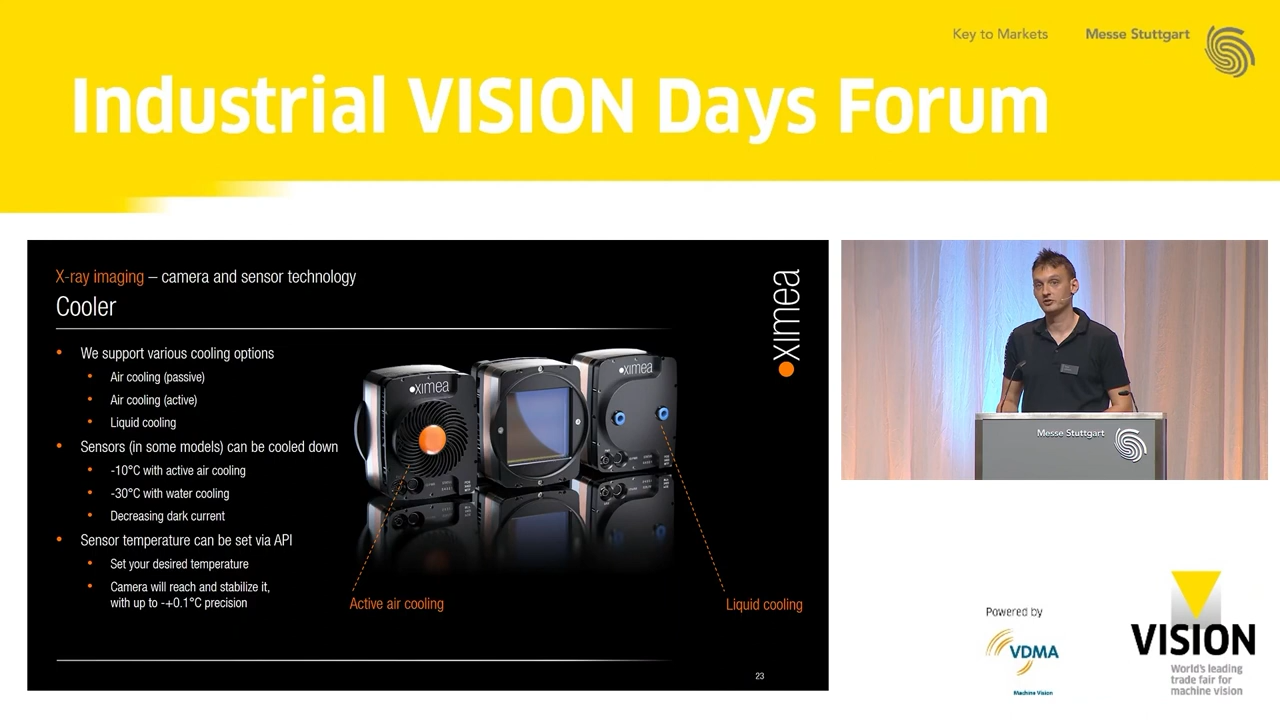 Key to Markets
Messe Stuttgart
Industrial VISION Days Forum
X-ray imaging – camera and sensor technology
Cooler
ximea
• We support various cooling options
• Air cooling (passive)
• Air cooling (active)
• Liquid cooling
• Sensors (in some models) can be cooled down
• -10°C with active air cooling
• -30°C with water cooling
• Decreasing dark current
• Sensor temperature can be set via API
• Set your desired temperature
• Camera will reach and stabilize it,
with up to -+0.1°C precision
ximea
ximea
Active air cooling
Liquid cooling
23
Messe Stuttgart
Powered by
VDMA
Machine Vision
VISION
World's leading
trade fair for
machine vision